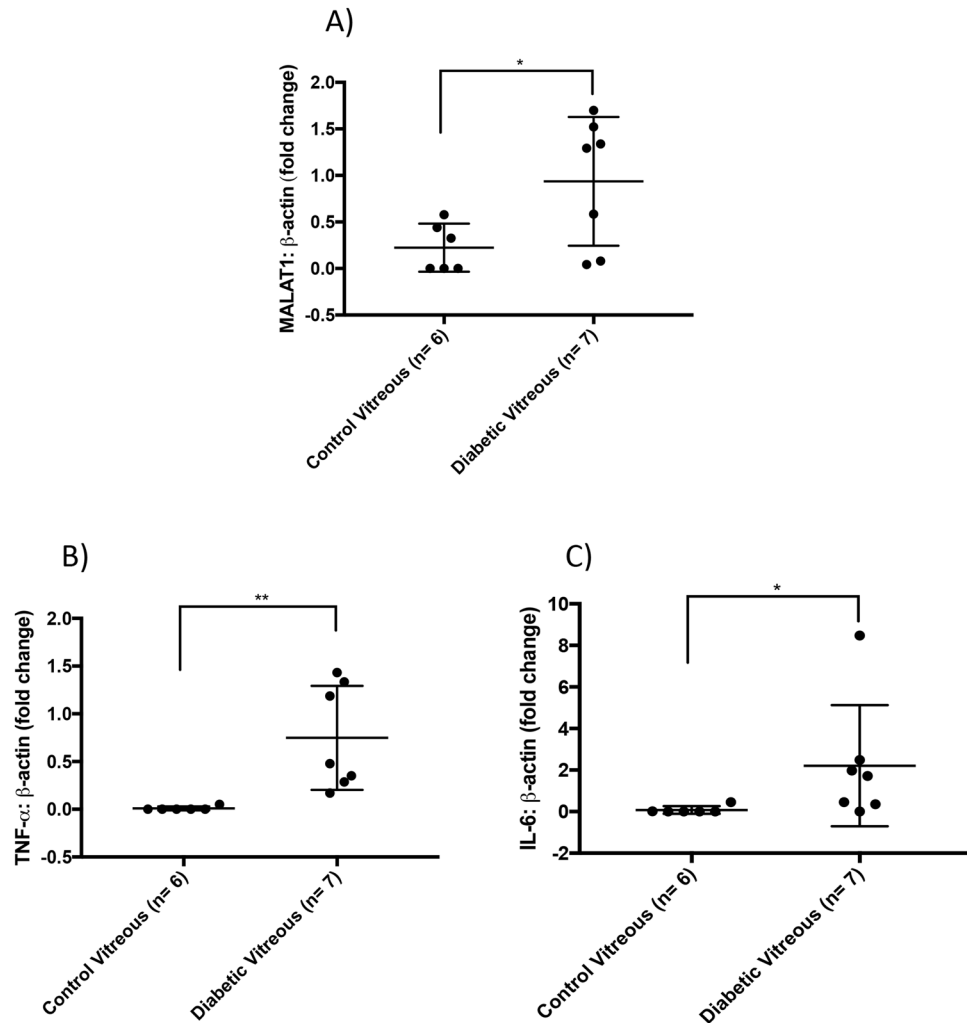 A)
*
MALAT1: β-actin (fold change)
2.0
1.5
1.0
0.5
0.0
-0.5
Control Vitreous (n= 6)
Diabetic Vitreous (n= 7)
B)
**
TNF-α: β-actin (fold change)
2.0
1.5
1.0
0.5
0.0
-0.5
Control Vitreous (n= 6)
Diabetic Vitreous (n= 7)
C)
*
IL-6: β-actin (fold change)
10
8
6
4
2
0
-2
Control Vitreous (n= 6)
Diabetic Vitreous (n= 7)